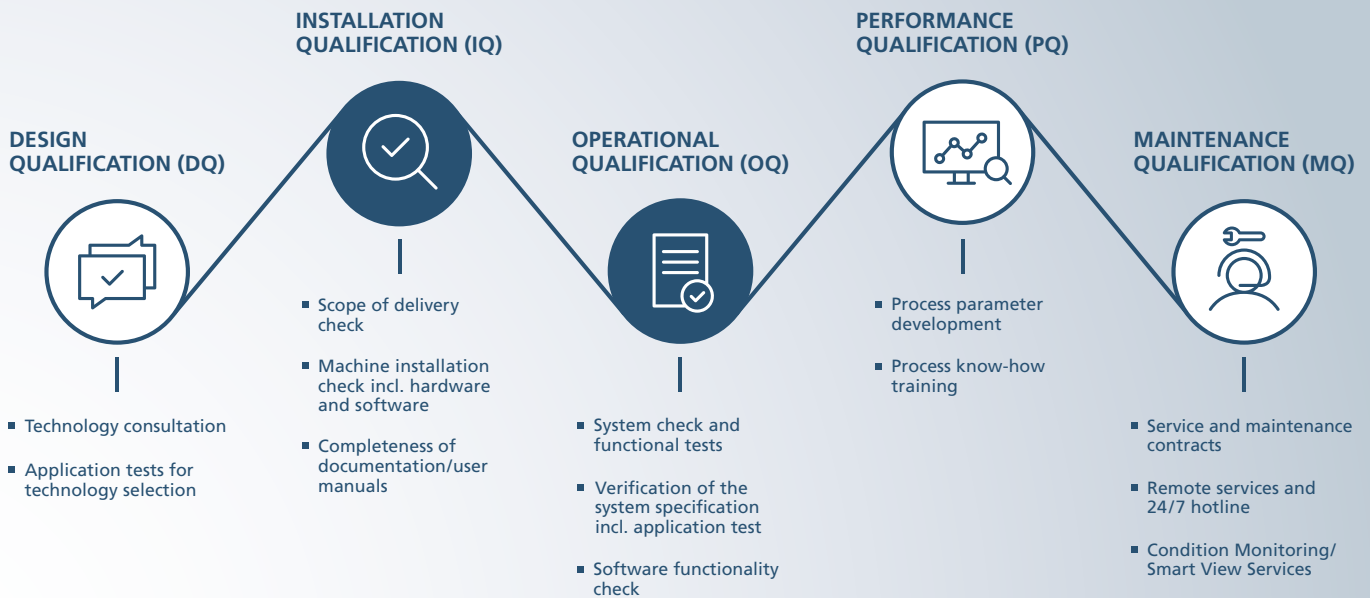 DESIGN
QUALIFICATION (DQ)
■ Technology consultation
■ Application tests for
technology selection
INSTALLATION
QUALIFICATION (IQ)
■ Scope of delivery
check
■ Machine installation
check incl. hardware
and software
■ Completeness of
documentation/user
manuals
OPERATIONAL
QUALIFICATION (OQ)
■ System check and
functional tests
■ Verification of the
system specification
incl. application test
■ Software functionality
check
PERFORMANCE
QUALIFICATION (PQ)
■ Process parameter
development
■ Process know-how
training
MAINTENANCE
QUALIFICATION (MQ)
■ Service and maintenance
contracts
■ Remote services and
24/7 hotline
■ Condition Monitoring/
Smart View Services